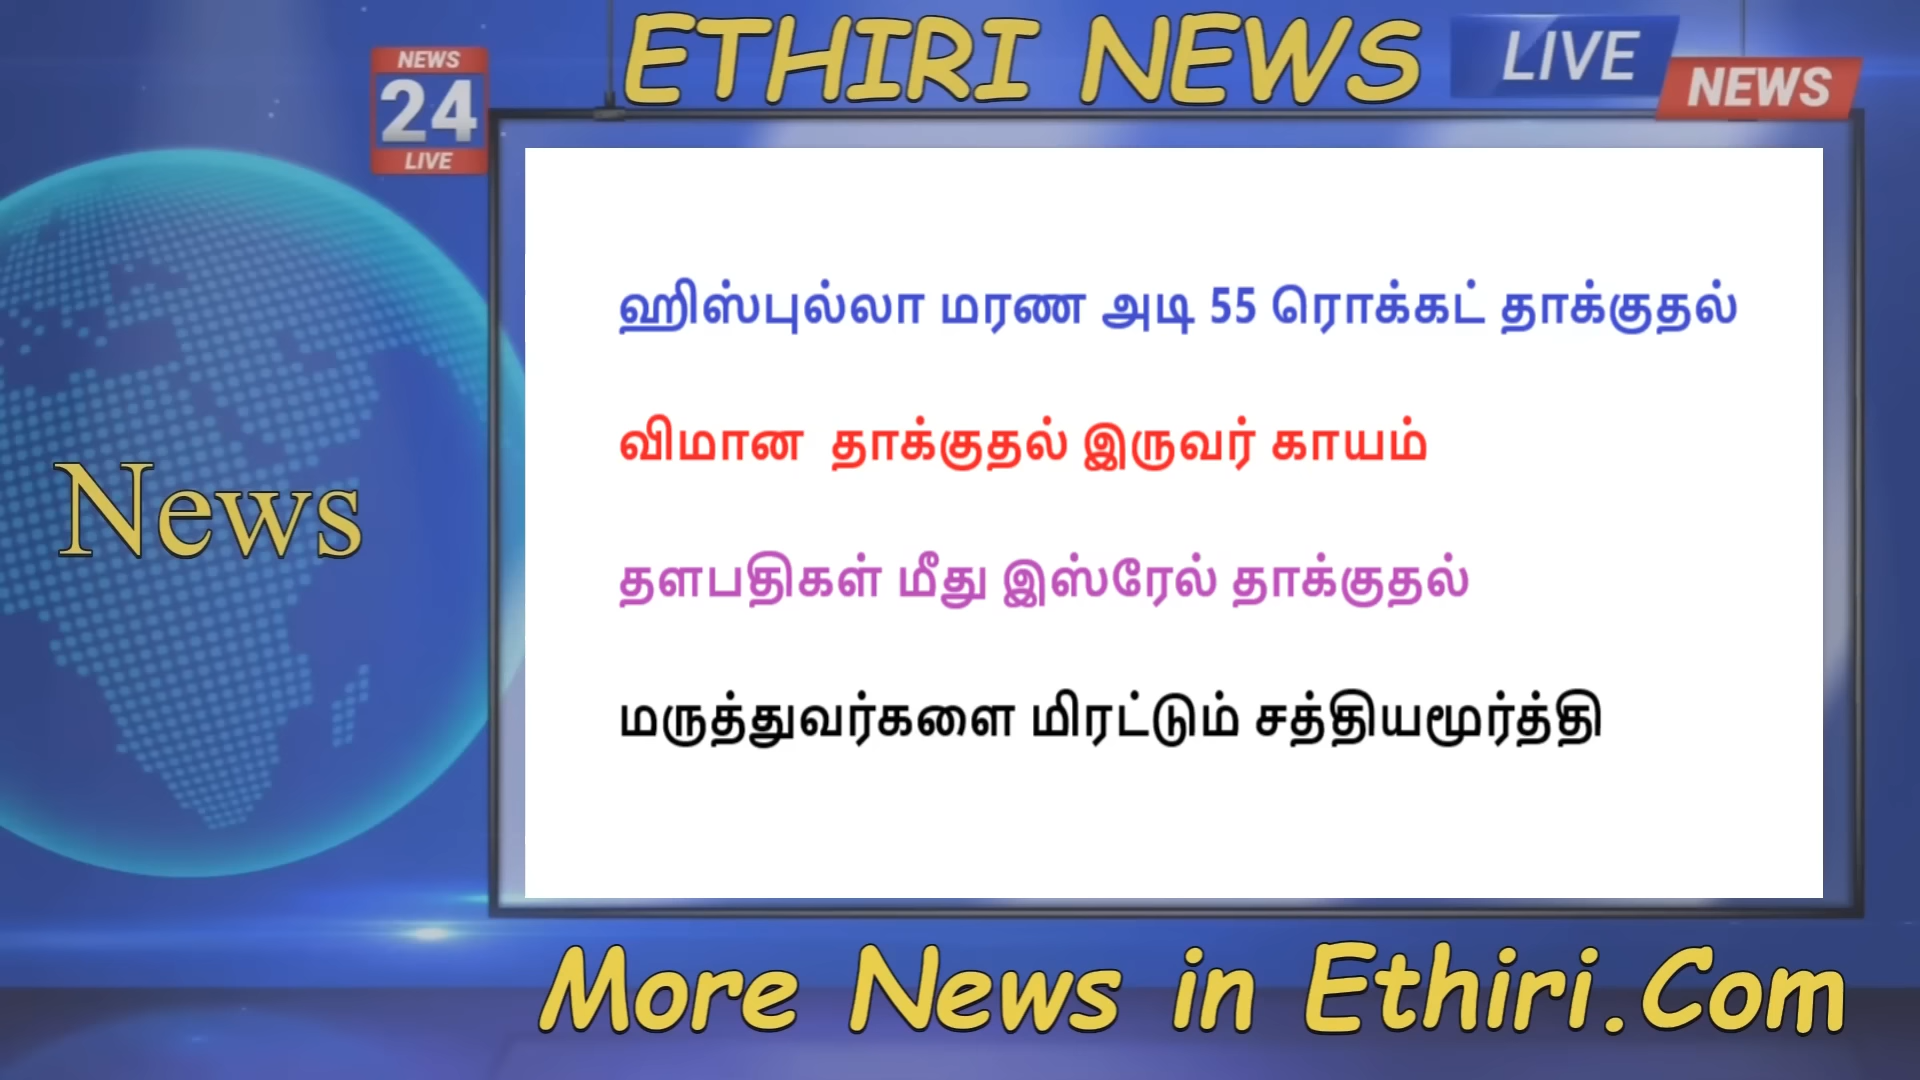 ETHIRI NEWS
LIVE
NEWS
NEWS
24
LIVE
ஹிஸ்புல்லா மரண அடி 55 ரொக்கட் தாக்குதல்
விமான தாக்குதல் இருவர் காயம்
தளபதிகள் மீது இஸ்ரேல் தாக்குதல்
மருத்துவர்களை மிரட்டும் சத்தியமூர்த்தி
News
More News in Ethiri.Com